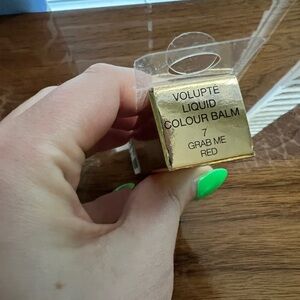 VOLUPTÉ
LIQUID
COLOUR BALM
7
GRAB ME
RED